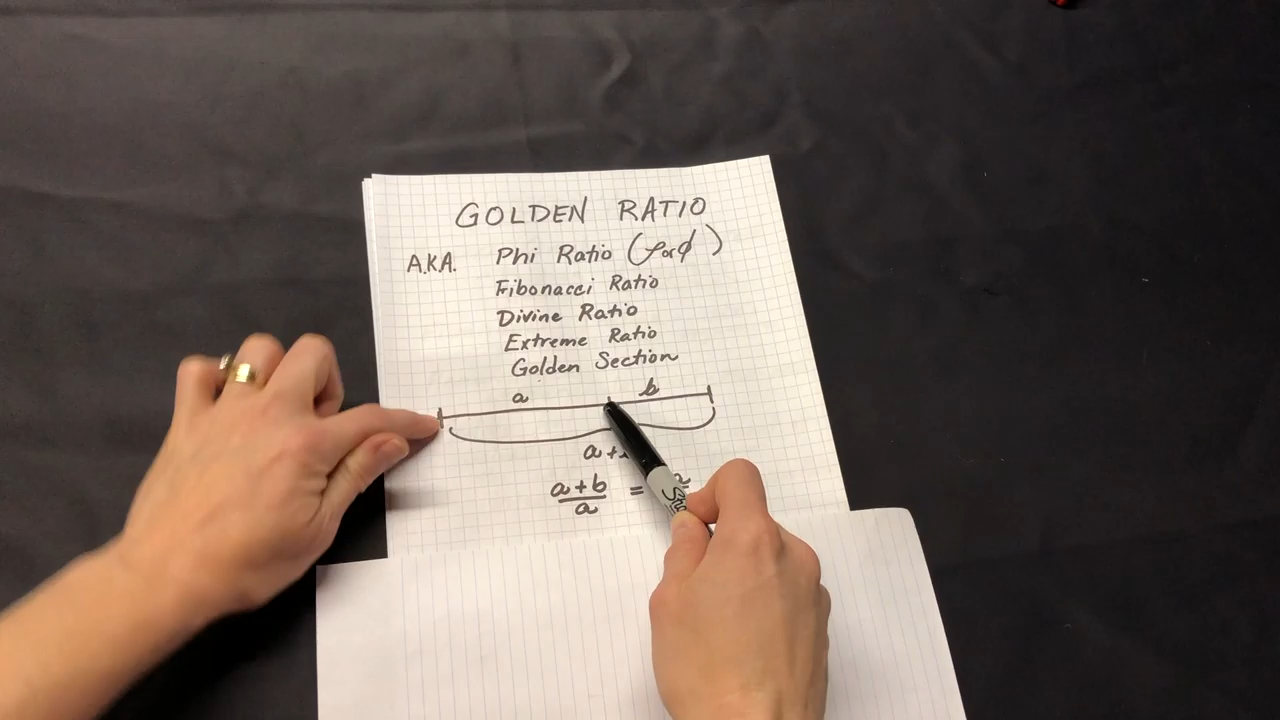 GOLDEN RATIO
A.K.A. Phi Ratio (φ or ϕ)
Fibonacci Ratio
Divine Ratio
Extreme Ratio
Golden Section
a b
a +
a + b / a = a